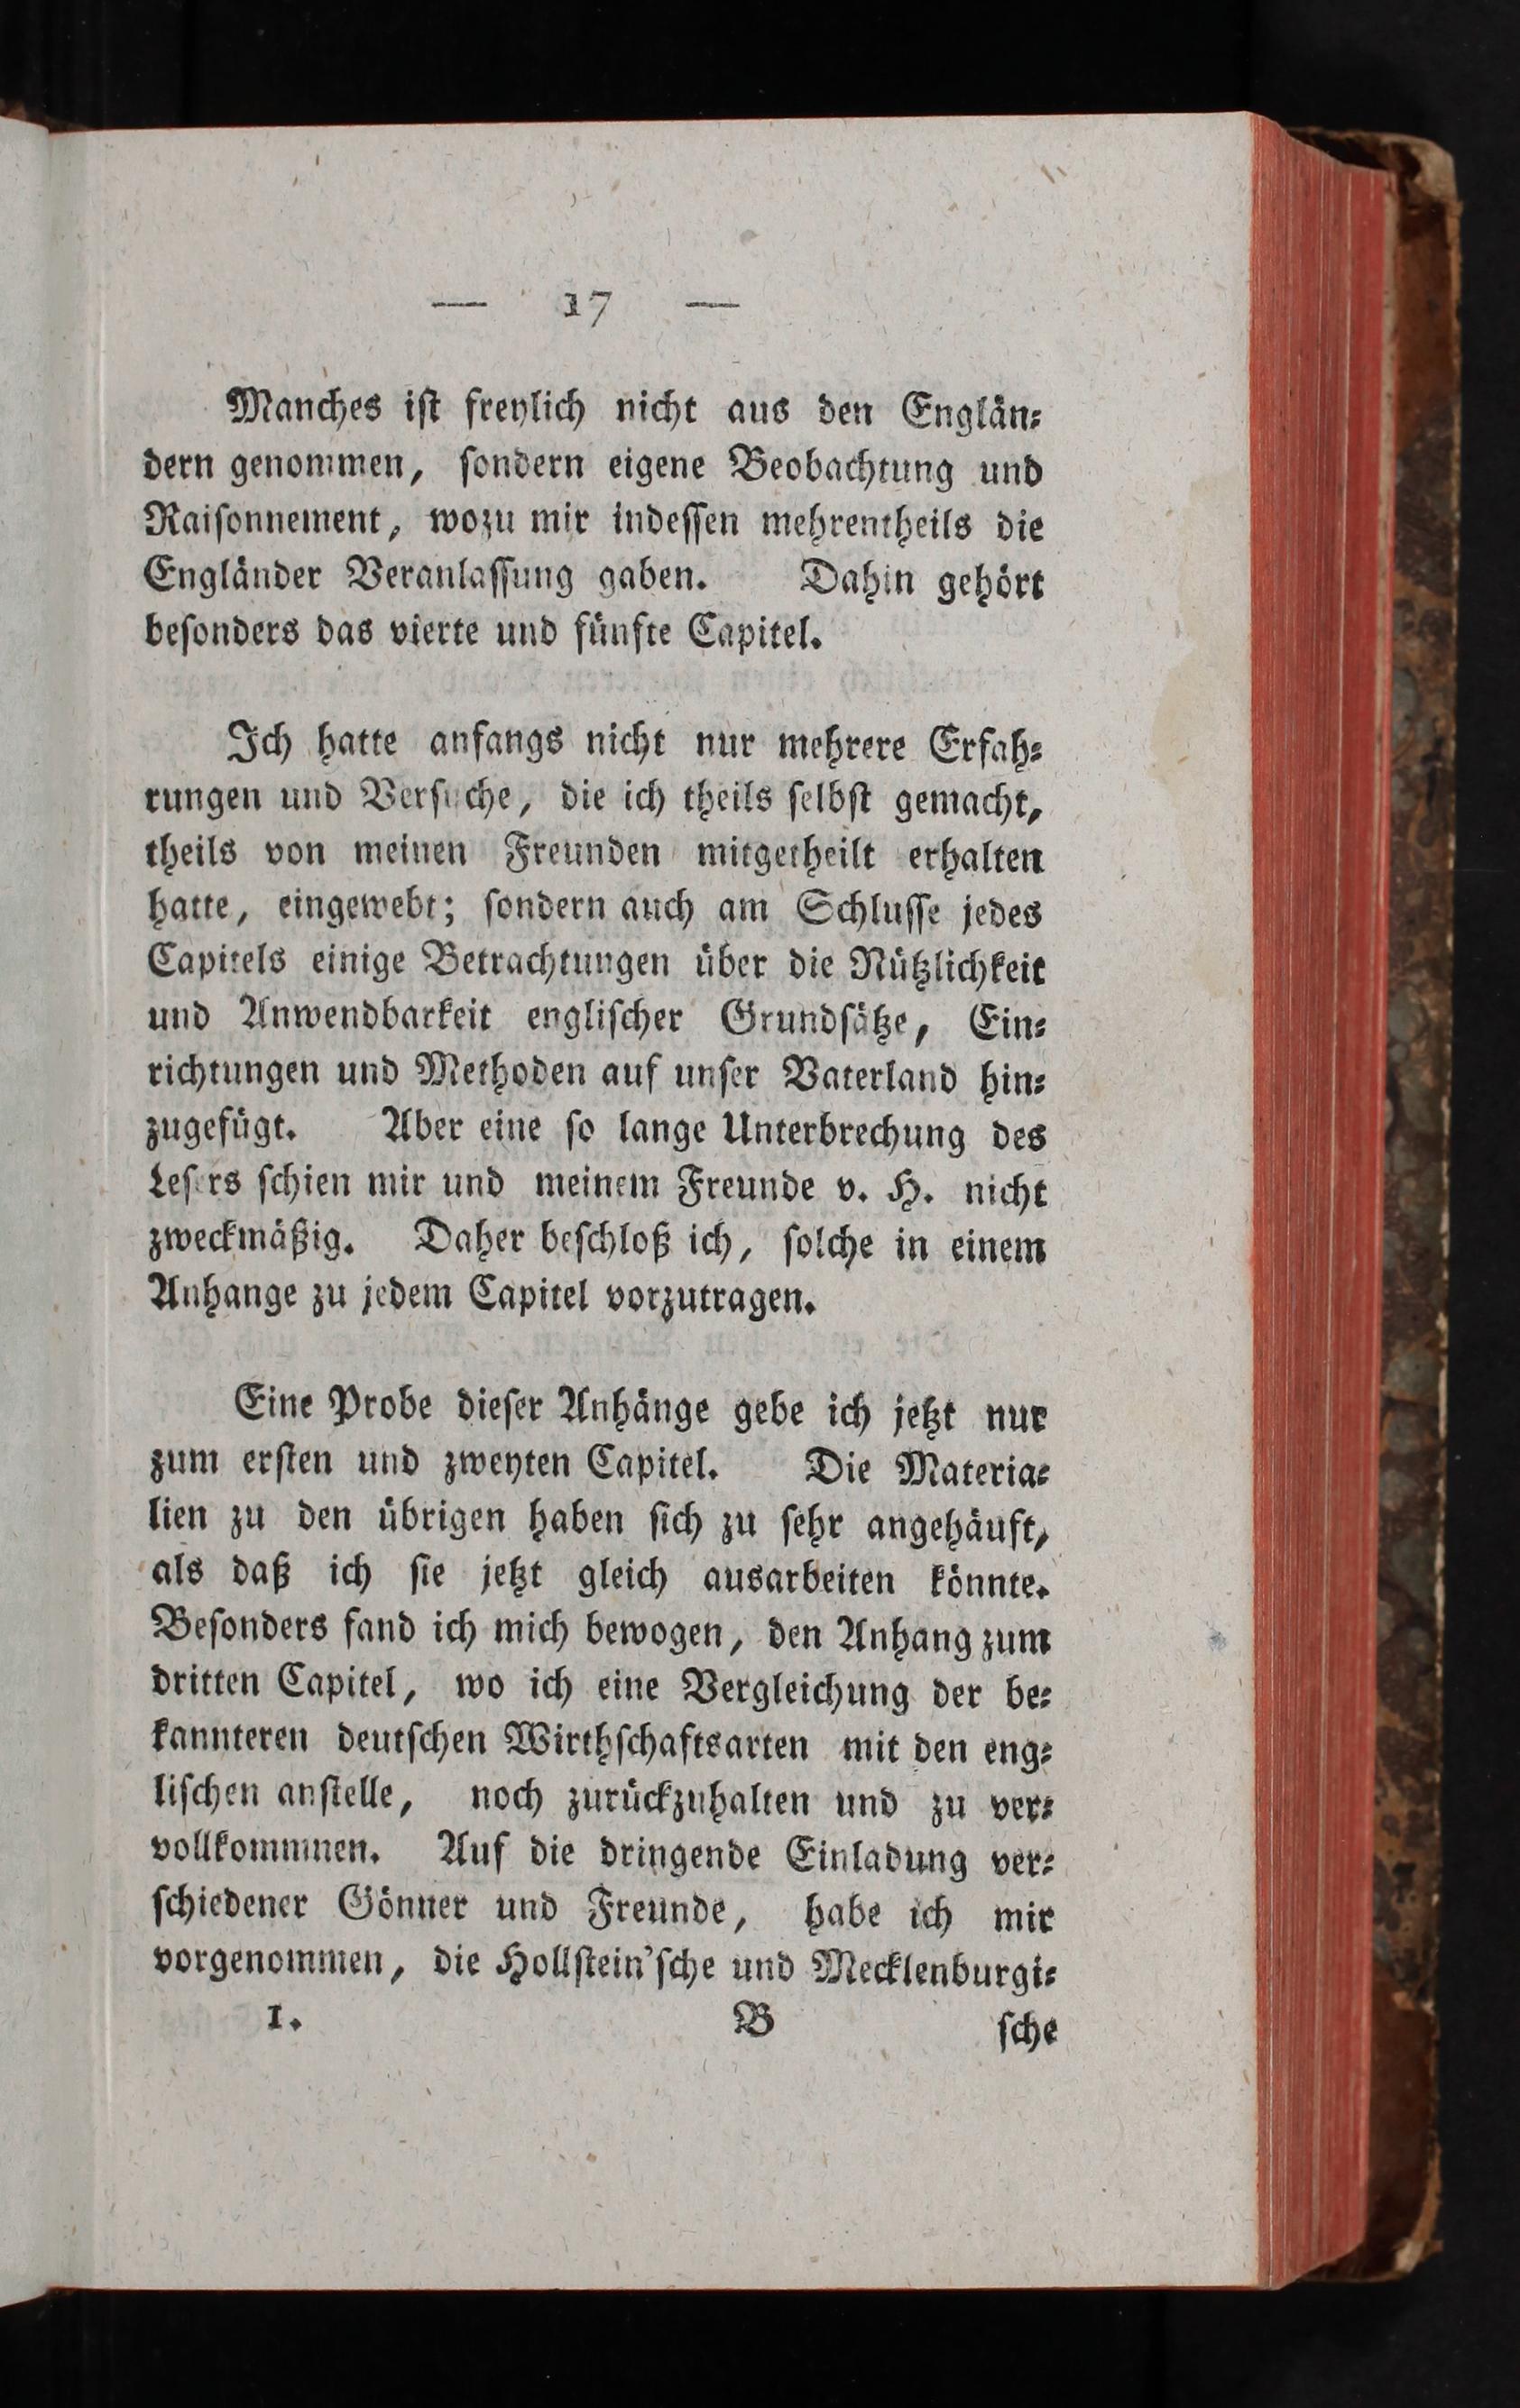 — 17 —
Manches ist freylich nicht aus den Englän⸗
dern genommen, sondern eigene Beobachtung und
Raisonnement, wozu mir indessen mehrentheils die
Engländer Veranlassung gaben. Dahin gehört
besonders das vierte und fünfte Capitel.
Ich hatte anfangs nicht nur mehrere Erfah⸗
rungen und Versuche, die ich theils selbst gemacht,
theils von meinen Freunden mitgetheilt erhalten
hatte, eingewebt; sondern auch am Schlusse jedes
Capitels einige Betrachtungen über die Nützlichkeit
und Anwendbarkeit englischer Grundsätze, Ein⸗
richtungen und Methoden auf unser Vaterland hin⸗
zugefügt. Aber eine so lange Unterbrechung des
Lesers schien mir und meinem Freunde v. H. nicht
zweckmäßig. Daher beschloß ich, solche in einem
Anhange zu jedem Capitel vorzutragen.
Eine Probe dieser Anhänge gebe ich jetzt nur
zum ersten und zweyten Capitel. Die Materia⸗
lien zu den übrigen haben sich zu sehr angehäuft,
als daß ich sie jetzt gleich ausarbeiten könnte.
Besonders fand ich mich bewogen, den Anhang zum
dritten Capitel, wo ich eine Vergleichung der be⸗
kannteren deutschen Wirthschaftsarten mit den eng⸗
lischen anstelle, noch zurückzuhalten und zu ver⸗
vollkommnen. Auf die dringende Einladung ver⸗
schiedener Gönner und Freunde, habe ich mir
vorgenommen, die Hollstein'sche und Mecklenburgi⸗
1. B sche